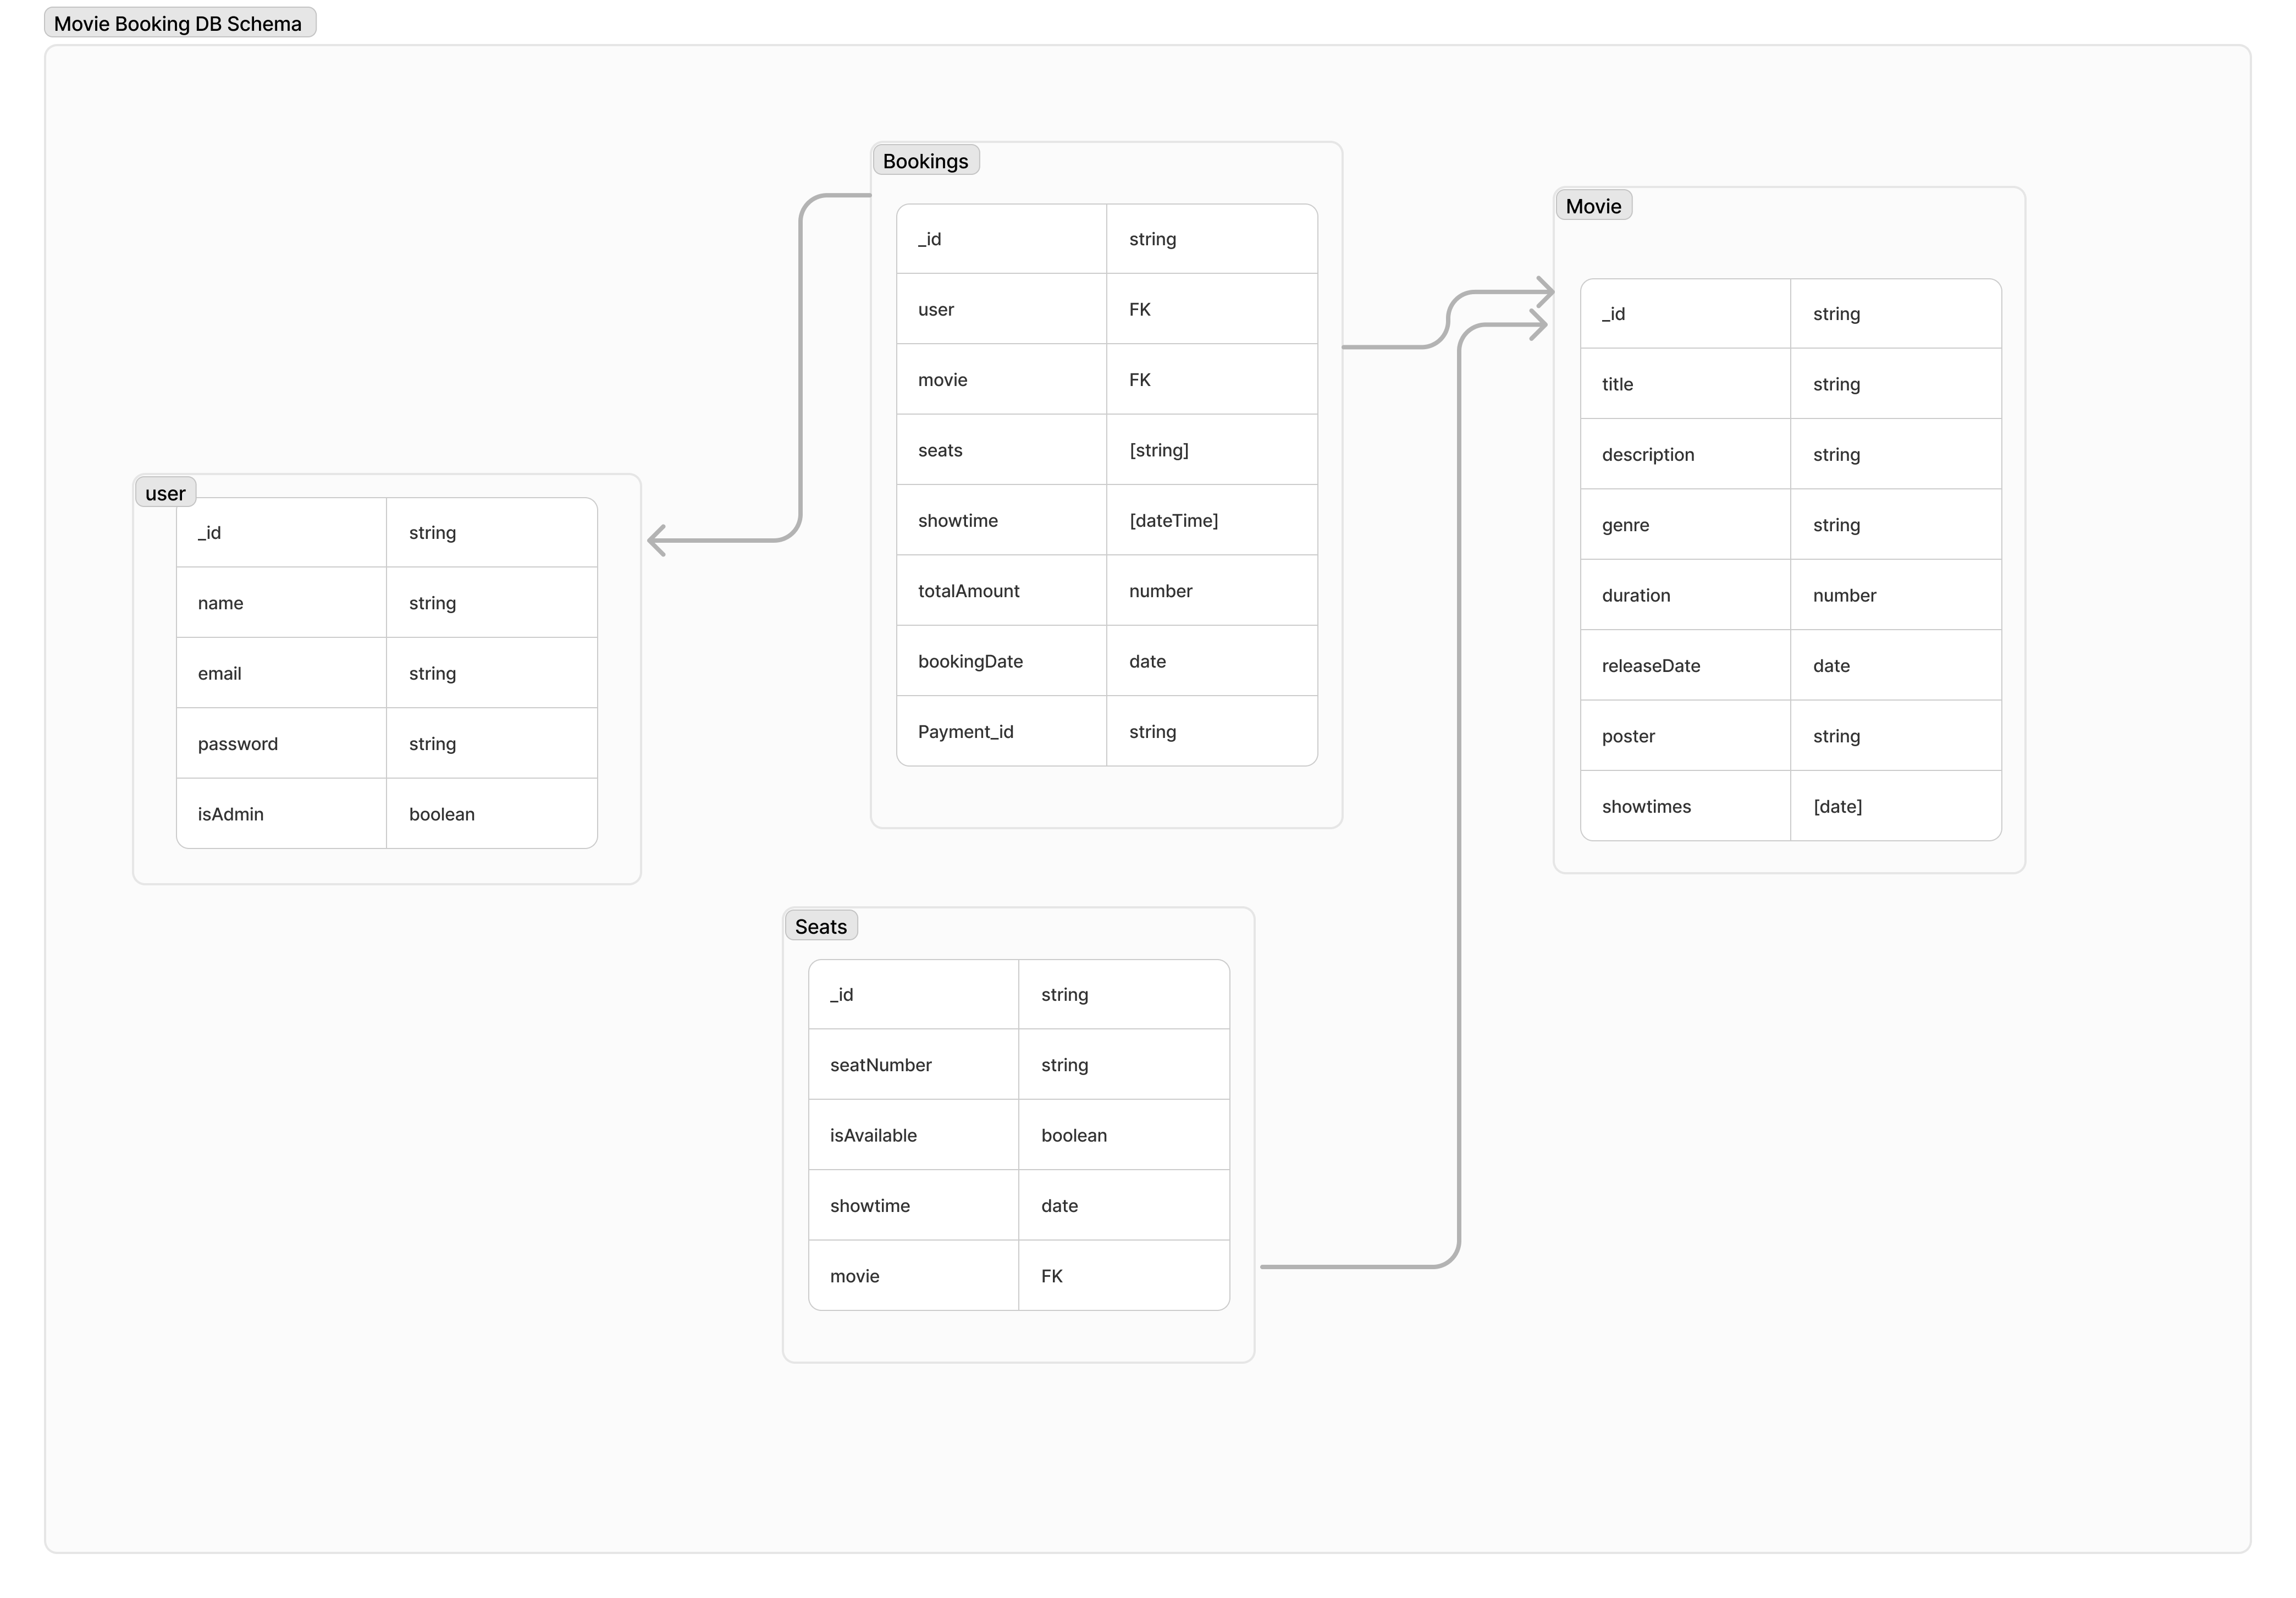 Movie Booking DB Schema
Bookings
_id string
user FK
movie FK
seats [string]
showtime [dateTime]
totalAmount number
bookingDate date
Payment_id string
Movie
_id string
title string
description string
genre string
duration number
releaseDate date
poster string
showtimes [date]
user
_id string
name string
email string
password string
isAdmin boolean
Seats
_id string
seatNumber string
isAvailable boolean
showtime date
movie FK